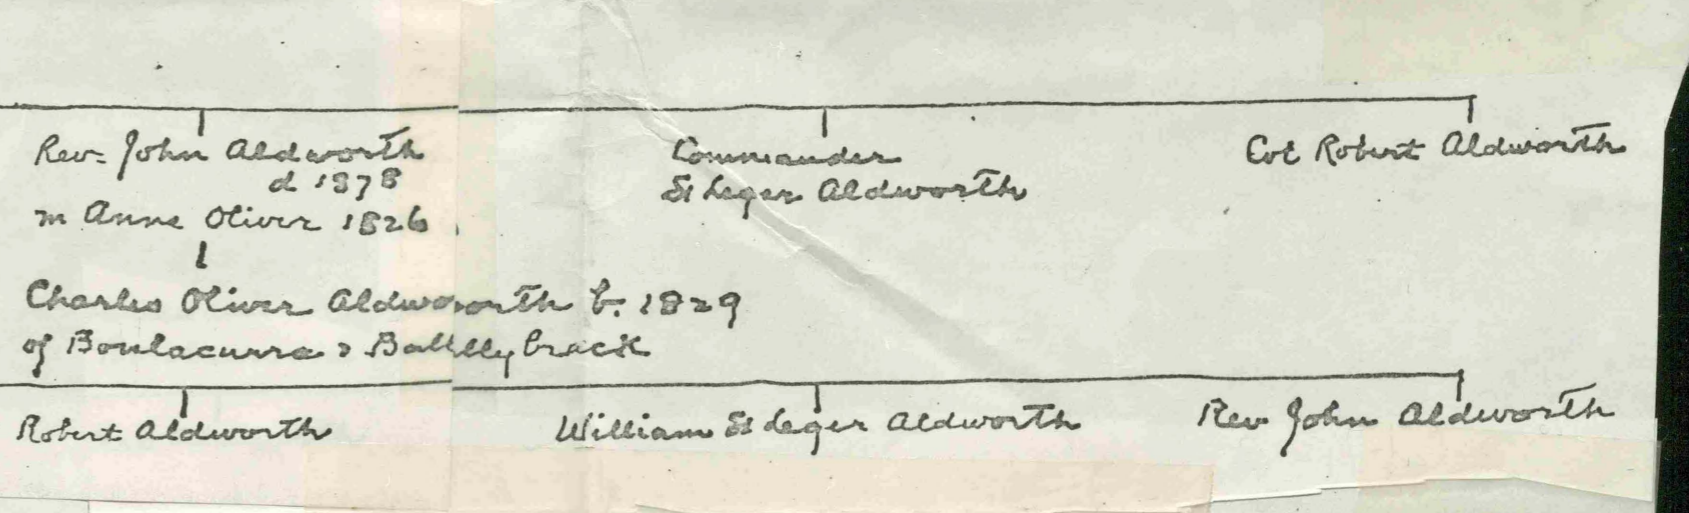 Rev. John Aldworth
d 1878
m Anne Oliver 1826
Commander
St Leger Aldworth
Col Robert Aldworth
Charles Oliver Aldworth b. 1829
of Boulacurra & Ballybrack
Robert Aldworth
William St Leger Aldworth
Rev John Aldworth